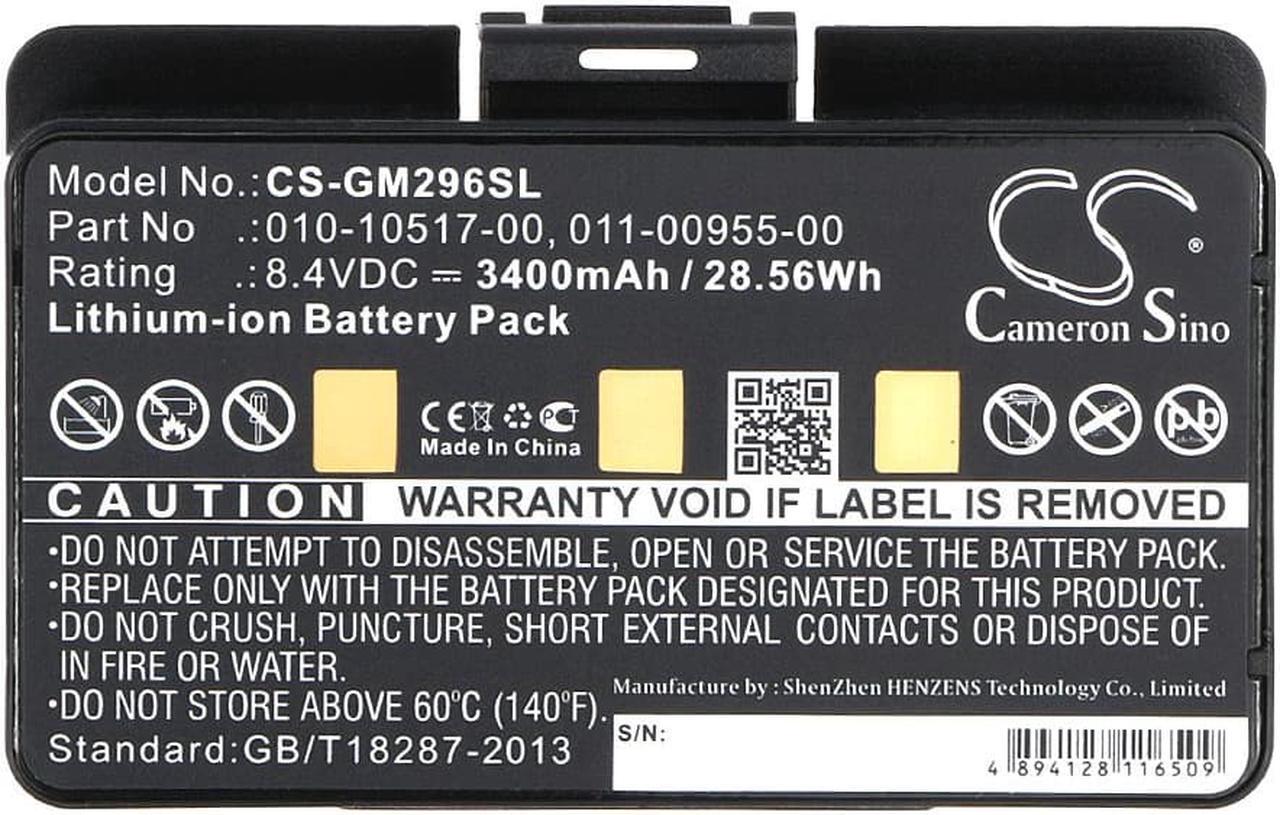 Model No.:CS-GM296SL
Part No .:010-10517-00, 011-00955-00
Rating .:8.4VDC ⎓ 3400mAh / 28.56Wh
Lithium-ion Battery Pack
CS®
Cameron Sino
CE PCT
Made In China
Pb
CAUTION WARRANTY VOID IF LABEL IS REMOVED
•DO NOT ATTEMPT TO DISASSEMBLE, OPEN OR SERVICE THE BATTERY PACK.
•REPLACE ONLY WITH THE BATTERY PACK DESIGNATED FOR THIS PRODUCT.
•DO NOT CRUSH, PUNCTURE, SHORT EXTERNAL CONTACTS OR DISPOSE OF
IN FIRE OR WATER.
•DO NOT STORE ABOVE 60°C (140°F).
Manufacture by : ShenZhen HENZENS Technology Co., Limited
Standard:GB/T18287-2013
S/N:
4 894128 116509